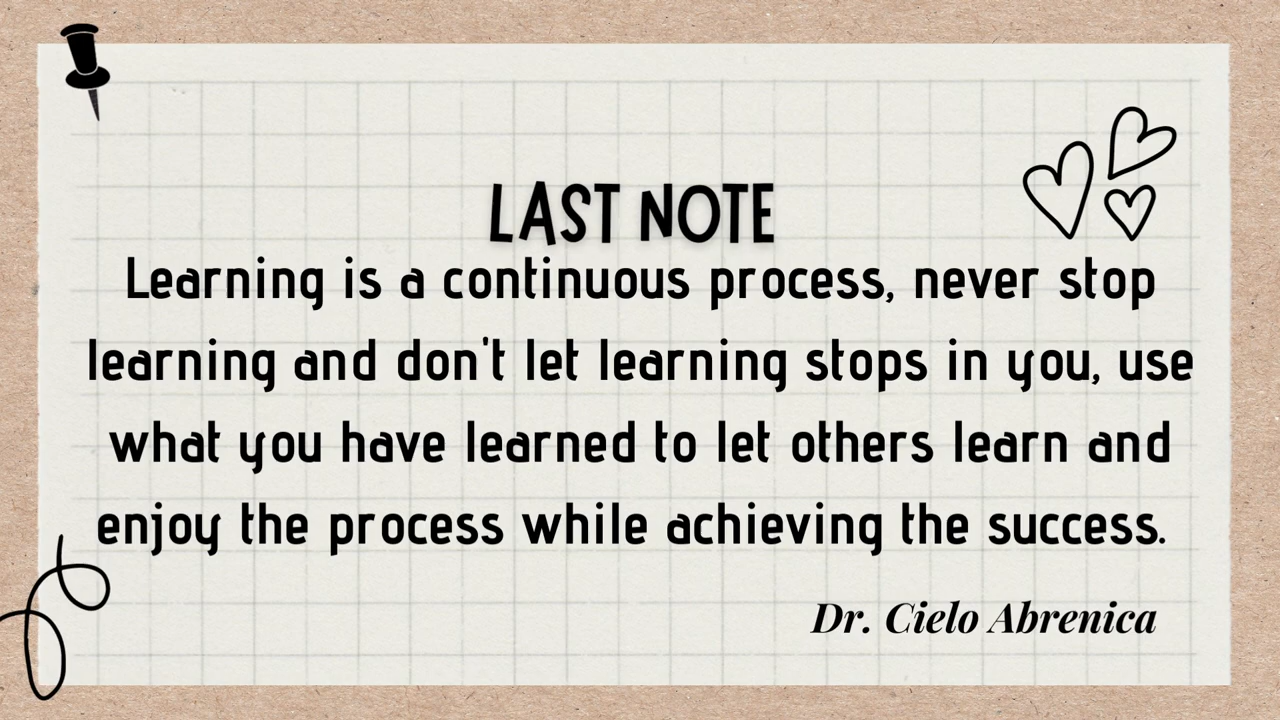 LAST NOTE
Learning is a continuous process, never stop
learning and don't let learning stops in you, use
what you have learned to let others learn and
enjoy the process while achieving the success.
Dr. Cielo Abrenica